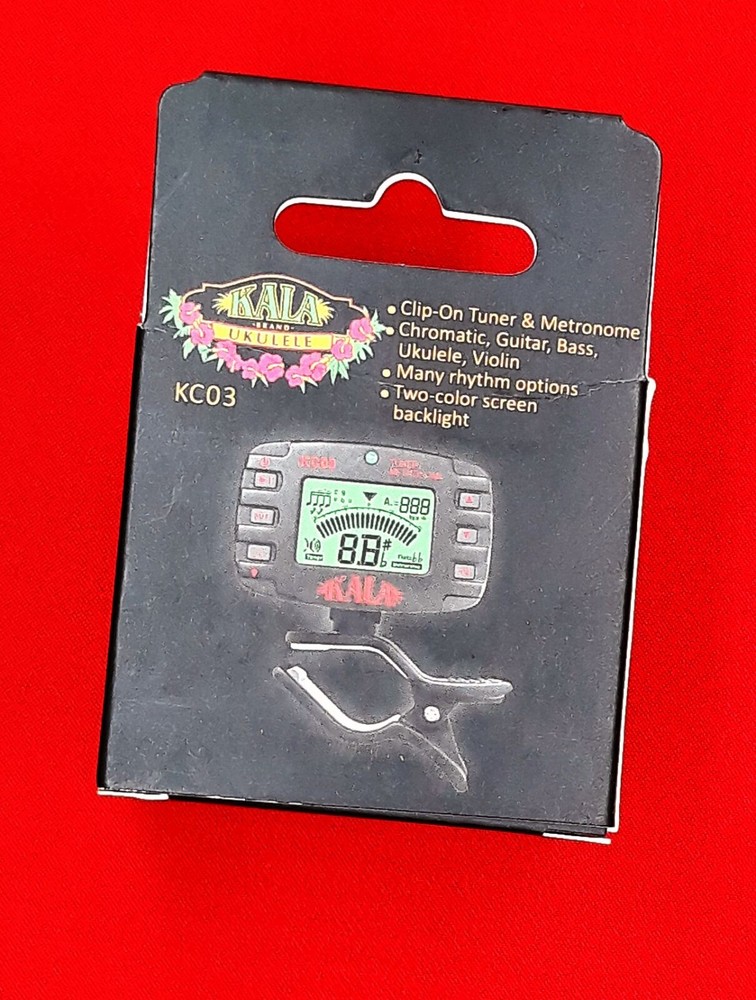 KALA
·BRAND·
UKULELE
KC03
• Clip-On Tuner & Metronome
• Chromatic, Guitar, Bass,
Ukulele, Violin
• Many rhythm options
• Two-color screen
backlight
KC03
A₄=888
8.8#b
KALA